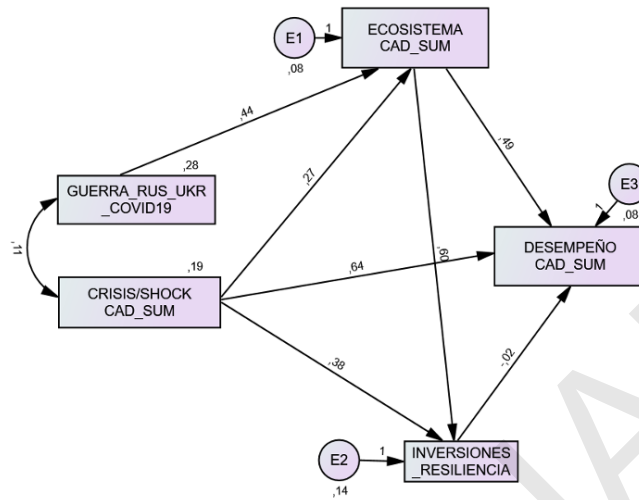 E1
1
,08
ECOSISTEMA
CAD_SUM
,44
,28
GUERRA_RUS_UKR
_COVID19
,27
,49
E3
1
,08
,11
,19
CRISIS/SHOCK
CAD_SUM
,64
,60
DESEMPEÑO
CAD_SUM
,38
-,02
E2
1
,14
INVERSIONES
_RESILIENCIA